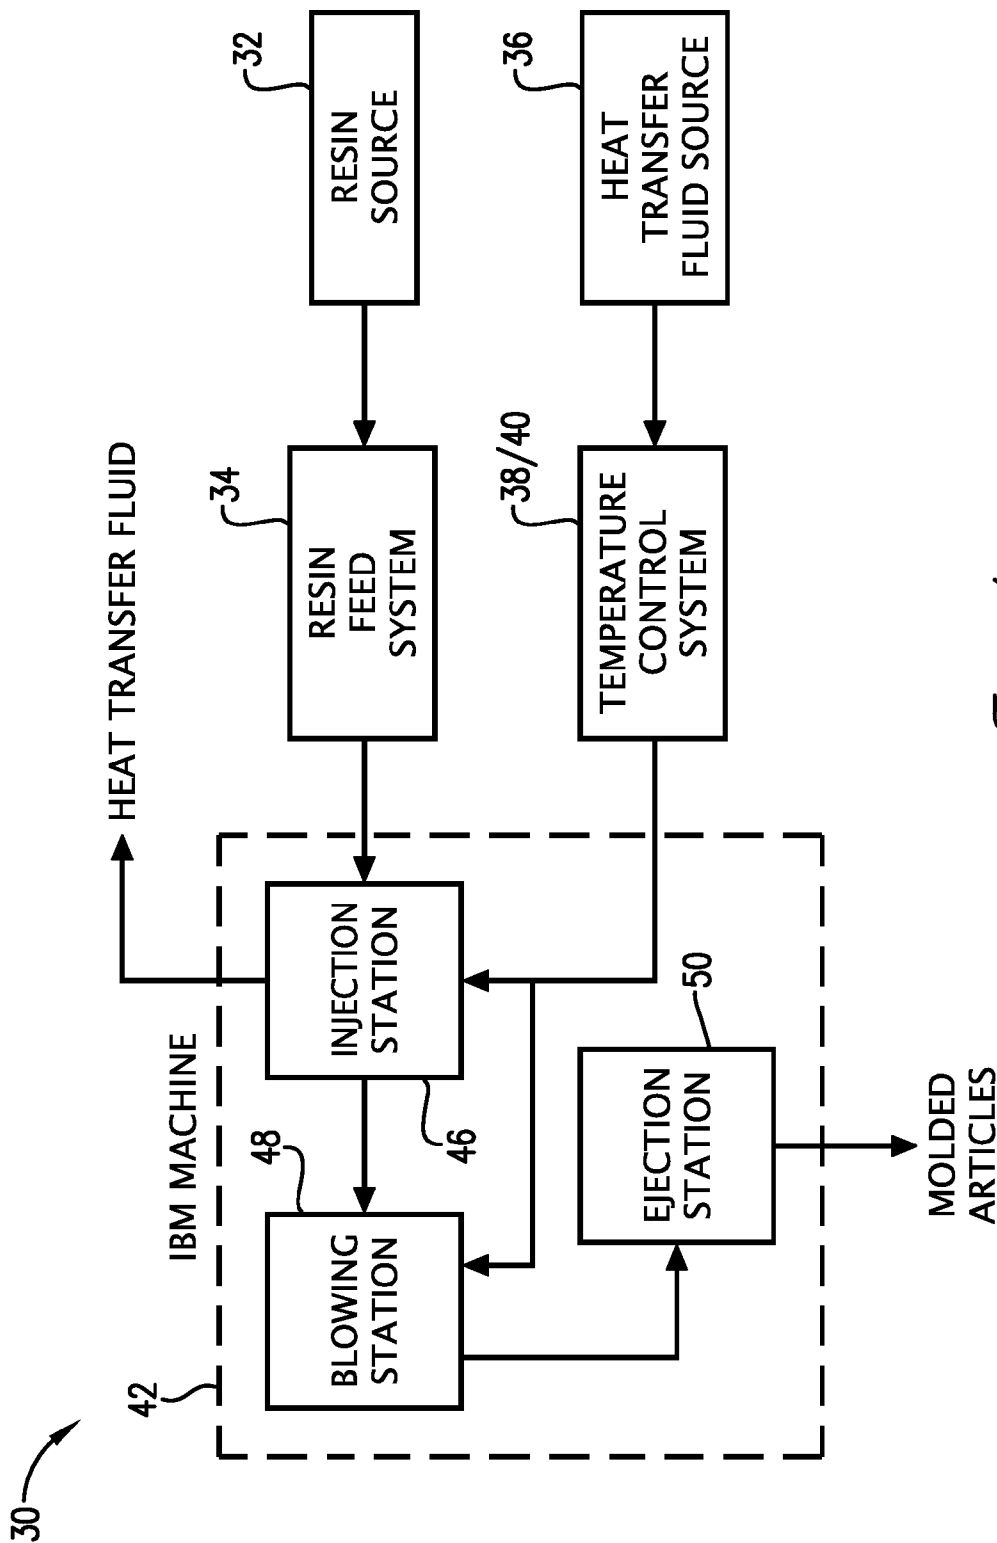 30
42
IBM MACHINE
HEAT TRANSFER FLUID
48
BLOWING
STATION
46
INJECTION
STATION
34
RESIN
FEED
SYSTEM
32
RESIN
SOURCE
50
EJECTION
STATION
38/40
TEMPERATURE
CONTROL
SYSTEM
36
HEAT
TRANSFER
FLUID SOURCE
MOLDED
ARTICLES